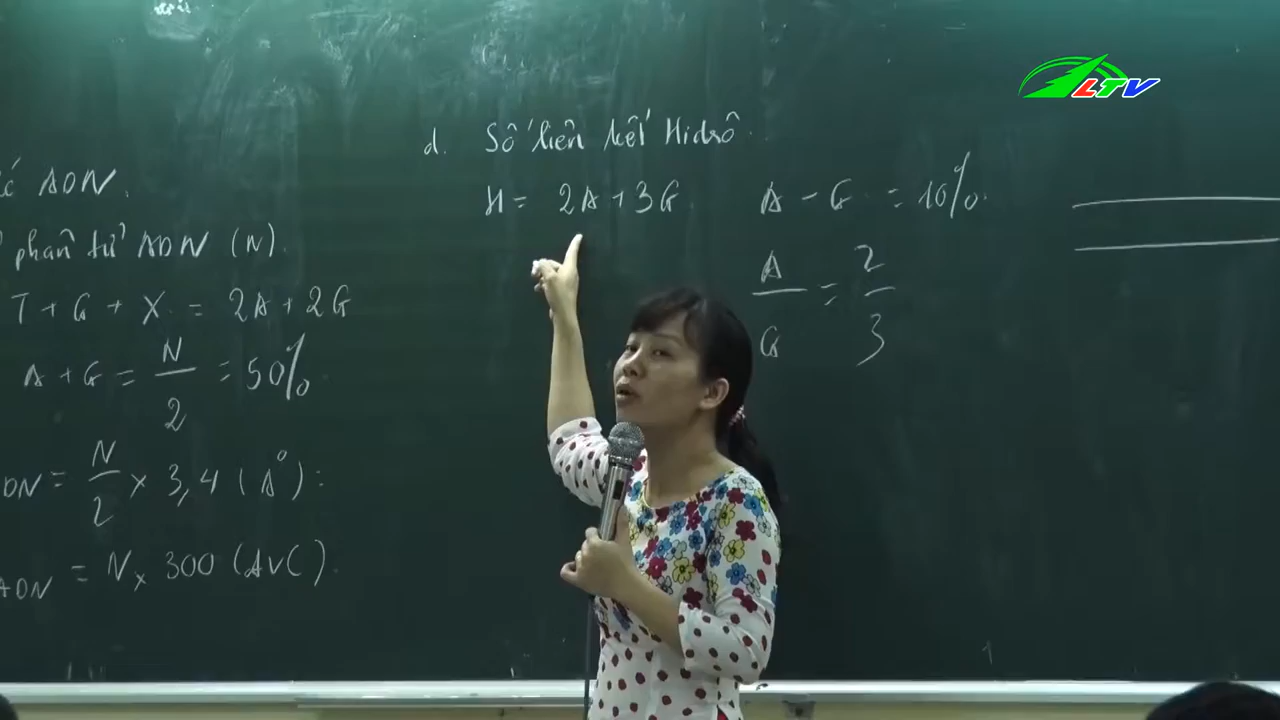 ADN.
phân tử ADN (N).
T + G + X = 2A + 2G
A + G = N/2 = 50%
ADN = N/2 x 3,4 (A°)
ADN = N x 300 (ĐVC).
d. Số liên kết Hidrô.
H = 2A + 3G.
A - G = 10%.
A/G = 2/3
LTV